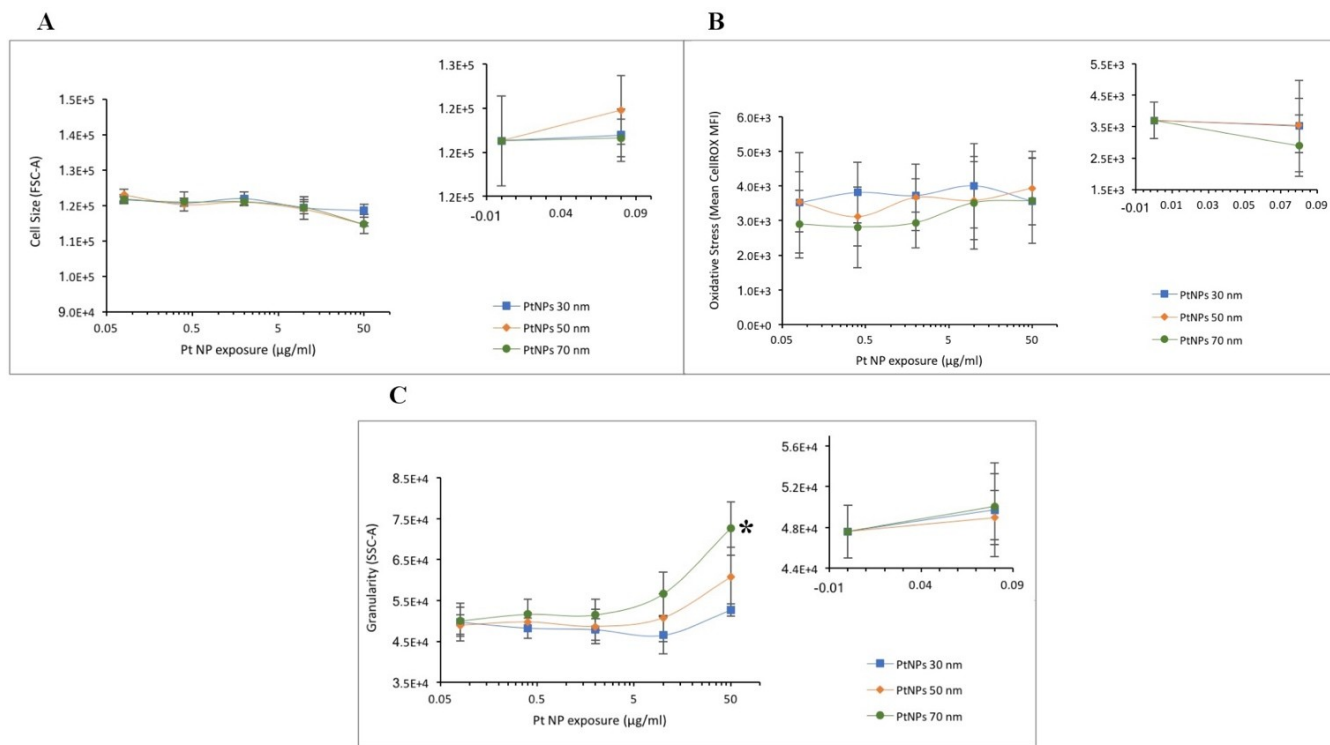 A
1.5E+5
1.4E+5
1.3E+5
1.2E+5
1.1E+5
1.0E+5
9.0E+4
Cell Size (FSC-A)
0.05 0.5 5 50
Pt NP exposure (µg/ml)
1.3E+5
1.2E+5
1.2E+5
1.2E+5
-0.01 0.04 0.09
PtNPs 30 nm
PtNPs 50 nm
PtNPs 70 nm
B
6.0E+3
5.0E+3
4.0E+3
3.0E+3
2.0E+3
1.0E+3
0.0E+0
Oxidative Stress (Mean CellROX MFI)
0.05 0.5 5 50
Pt NP exposure (µg/ml)
5.5E+3
4.5E+3
3.5E+3
2.5E+3
1.5E+3
-0.01 0.01 0.03 0.05 0.07 0.09
PtNPs 30 nm
PtNPs 50 nm
PtNPs 70 nm
C
8.5E+4
7.5E+4
6.5E+4
5.5E+4
4.5E+4
3.5E+4
Granularity (SSC-A)
*
0.05 0.5 5 50
Pt NP exposure (µg/ml)
5.6E+4
5.2E+4
4.8E+4
4.4E+4
-0.01 0.04 0.09
PtNPs 30 nm
PtNPs 50 nm
PtNPs 70 nm